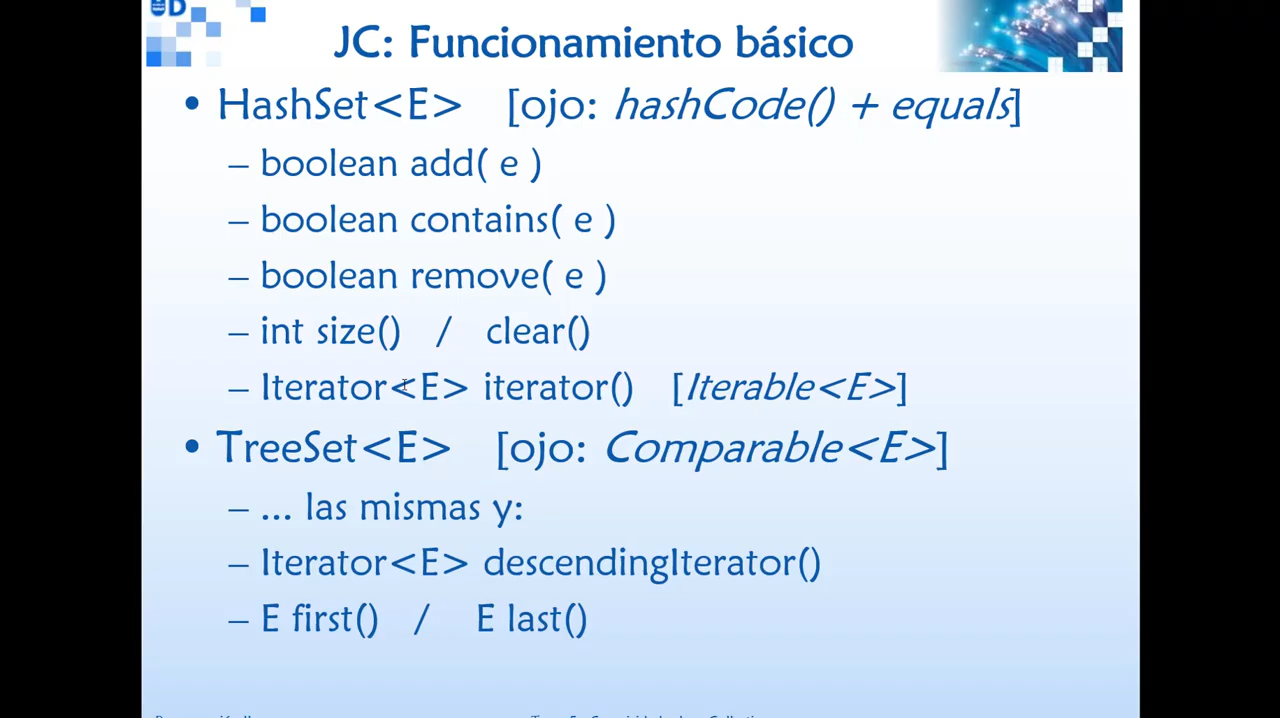 D
JC: Funcionamiento básico
• HashSet<E> [ojo: hashCode() + equals]
– boolean add( e )
– boolean contains( e )
– boolean remove( e )
– int size() / clear()
– Iterator<E> iterator() [Iterable<E>]
• TreeSet<E> [ojo: Comparable<E>]
– ... las mismas y:
– Iterator<E> descendingIterator()
– E first() / E last()